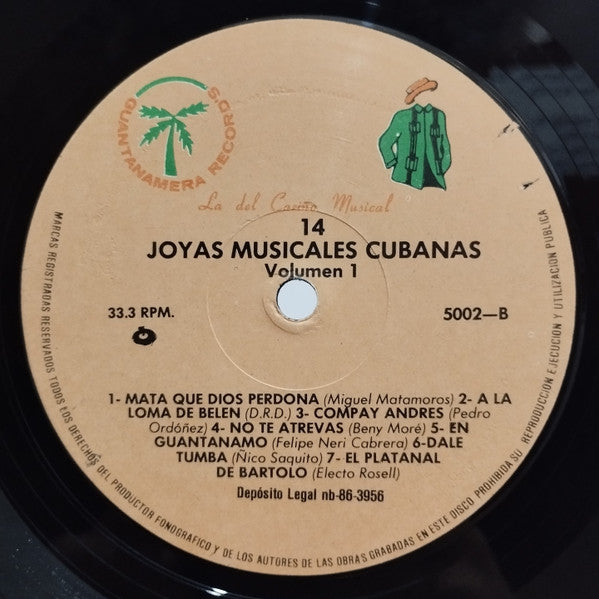 GUANTANAMERA RECORD'S
La del Cariño Musical
14
JOYAS MUSICALES CUBANAS
Volumen 1
33.3 RPM.
5002—B
1- MATA QUE DIOS PERDONA (Miguel Matamoros) 2- A LA
LOMA DE BELEN (D.R.D.) 3- COMPAY ANDRES (Pedro
Ordóñez) 4- NO TE ATREVAS (Beny Moré) 5- EN
GUANTANAMO (Felipe Neri Cabrera) 6-DALE
TUMBA (Ñico Saquito) 7- EL PLATANAL
DE BARTOLO (Electo Rosell)
Depósito Legal nb-86-3956
MARCAS REGISTRADAS RESERVADOS TODOS LOS DERECHOS DEL PRODUCTOR FONOGRAFICO y DE LOS AUTORES DE LAS OBRAS GRABADAS EN ESTE DISCO PROHIBIDA SU REPRODUCCION EJECUCION Y UTILIZACION PUBLICA